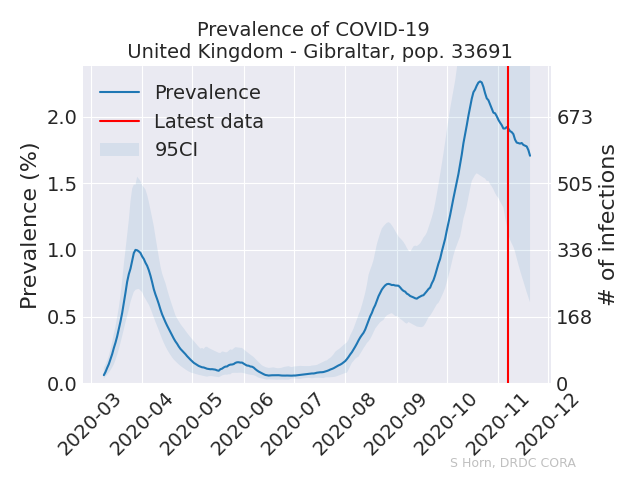 Prevalence of COVID-19
United Kingdom - Gibraltar, pop. 33691
Prevalence
Latest data
95CI
Prevalence (%)
2.0
1.5
1.0
0.5
0.0
673
505
336
168
0
# of infections
2020-03
2020-04
2020-05
2020-06
2020-07
2020-08
2020-09
2020-10
2020-11
2020-12
S Horn, DRDC CORA